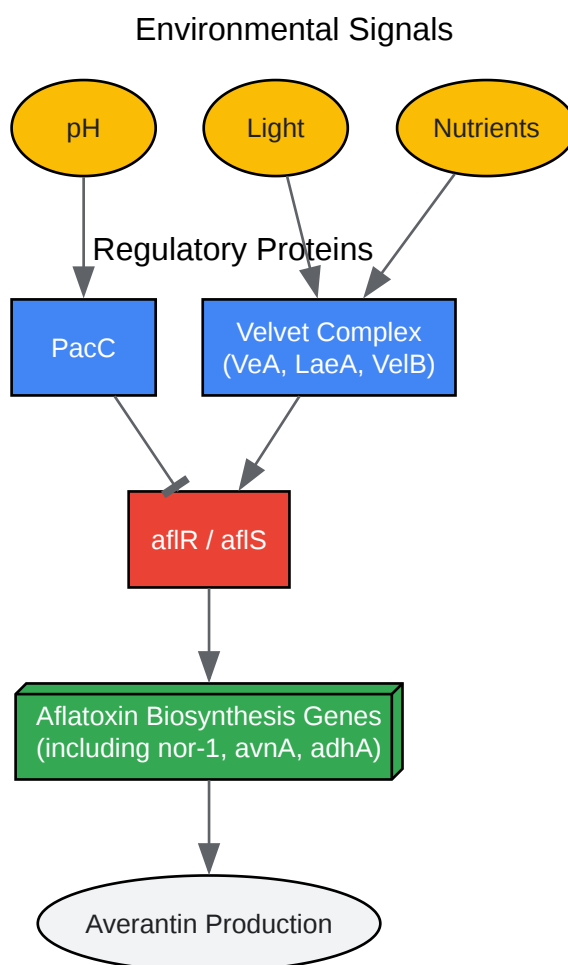 Environmental Signals
pH
Light
Nutrients
Regulatory Proteins
PacC
Velvet Complex
(VeA, LaeA, VelB)
aflR / aflS
Aflatoxin Biosynthesis Genes
(including nor-1, avnA, adhA)
Averantin Production